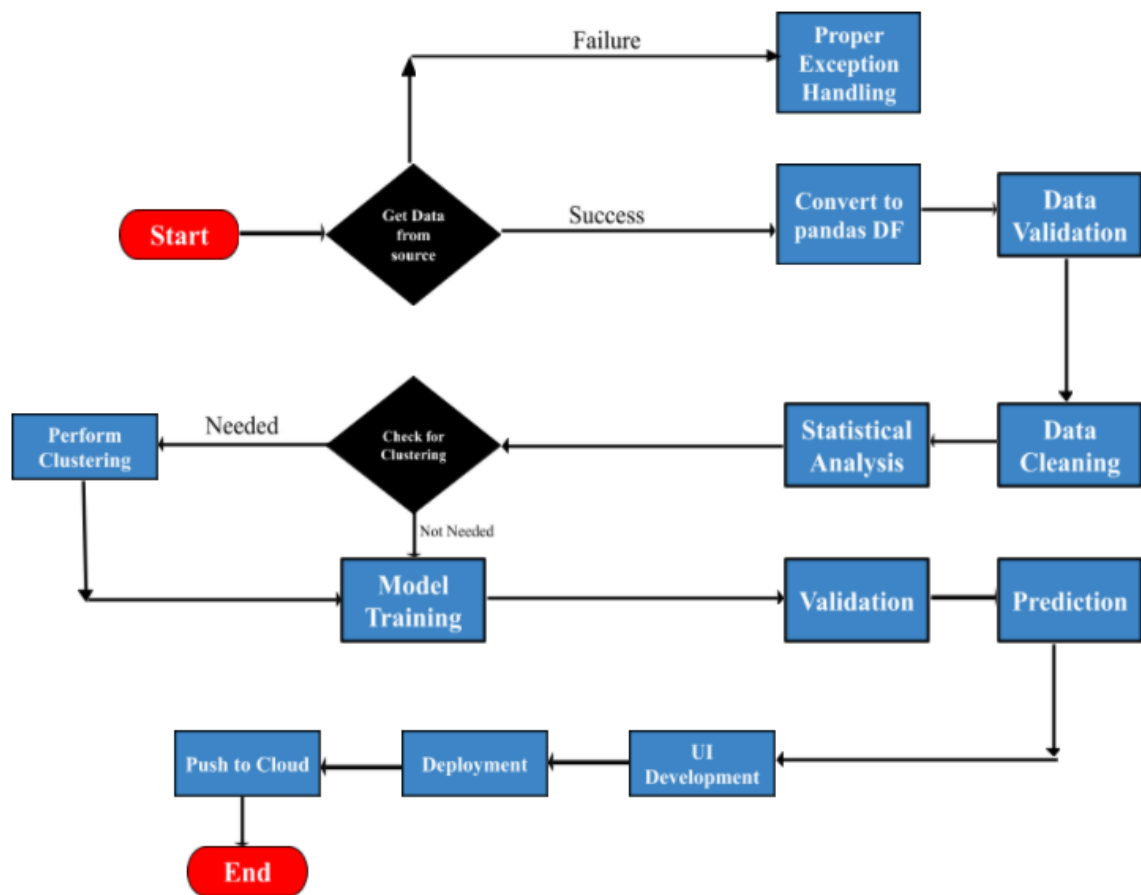 Failure
Proper
Exception
Handling
Start
Get Data
from
source
Success
Convert to
pandas DF
Data
Validation
Perform
Clustering
Needed
Check for
Clustering
Statistical
Analysis
Data
Cleaning
Not Needed
Model
Training
Validation
Prediction
Push to Cloud
Deployment
UI
Development
End